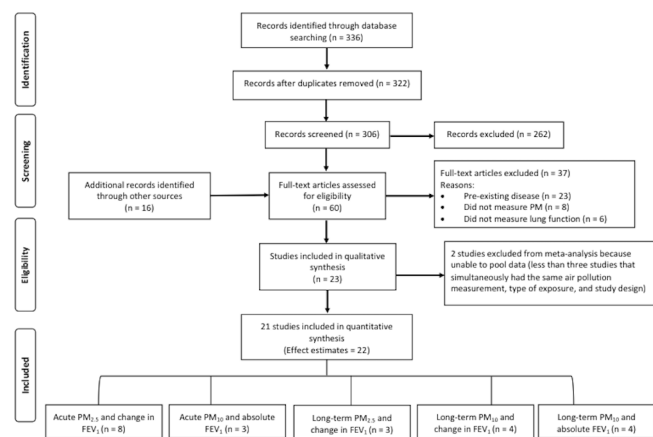 Identification
Records identified through database
searching (n = 336)
Records after duplicates removed (n = 322)
Screening
Records screened (n = 306)
Records excluded (n = 262)
Additional records identified
through other sources
(n = 16)
Full-text articles assessed
for eligibility
(n = 60)
Full-text articles excluded (n = 37)
Reasons:
• Pre-existing disease (n = 23)
• Did not measure PM (n = 8)
• Did not measure lung function (n = 6)
Eligibility
Studies included in qualitative
synthesis
(n = 23)
2 studies excluded from meta-analysis because
unable to pool data (less than three studies that
simultaneously had the same air pollution
measurement, type of exposure, and study design)
Included
21 studies included in quantitative
synthesis
(Effect estimates = 22)
Acute PM2.5 and change in
FEV1 (n = 8)
Acute PM10 and absolute
FEV1 (n = 3)
Long-term PM2.5 and
change in FEV1 (n = 3)
Long-term PM10 and
change in FEV1 (n = 4)
Long-term PM10 and
absolute FEV1 (n = 4)